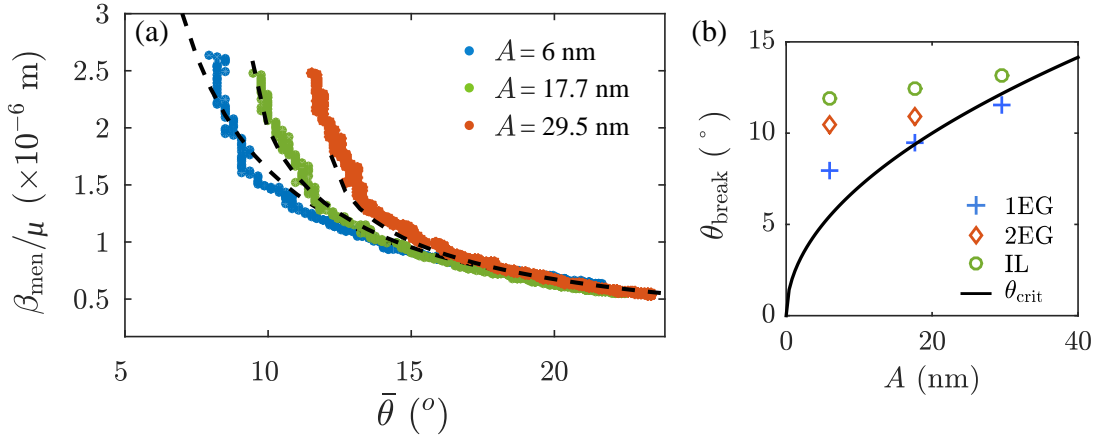 (a)
β_men/μ (×10⁻⁶ m)
3
2.5
2
1.5
1
0.5
5
10
15
20
θ̄ (°)
A = 6 nm
A = 17.7 nm
A = 29.5 nm
(b)
θ_break (°)
15
10
5
0
0
20
40
A (nm)
1EG
2EG
IL
θ_crit